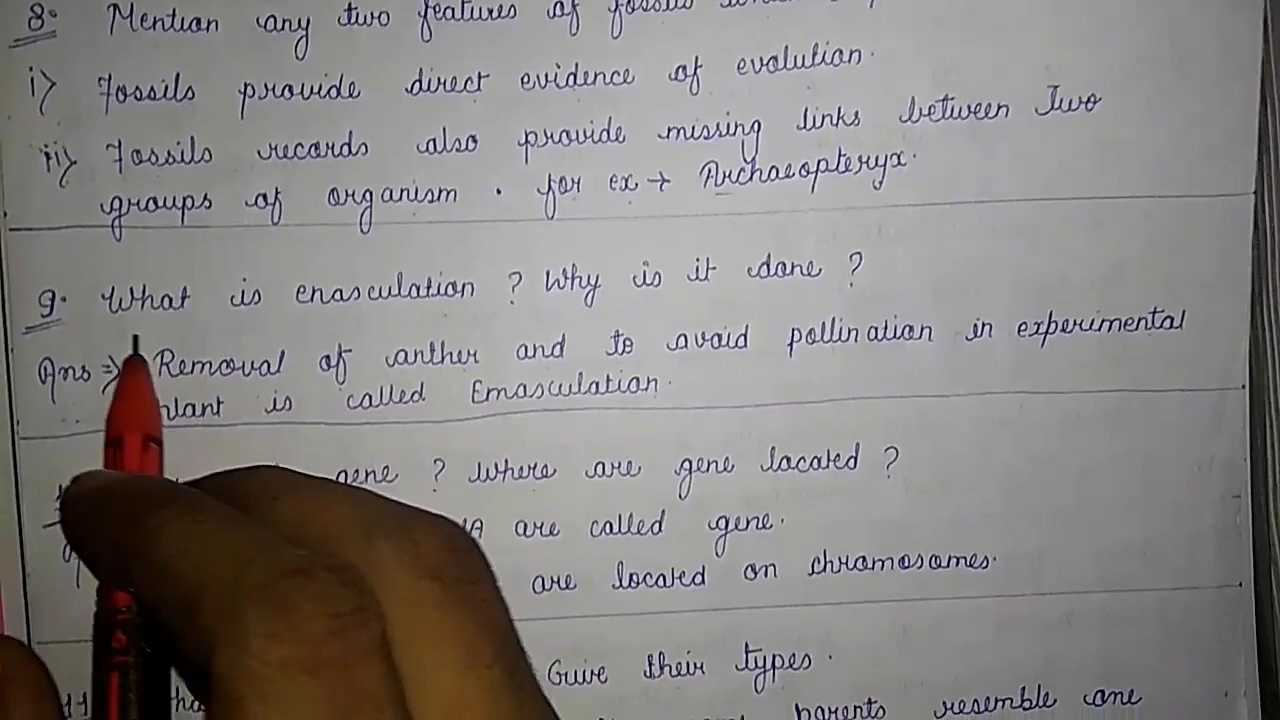 8. Mention any two features of fossils
i) Fossils provide direct evidence of evolution.
ii) Fossils records also provide missing links between Two
groups of organism. for ex → Archaeopteryx.
9. What is enasculation ? Why is it done ?
Ans ⇒ Removal of anther and to avoid pollination in experimental
is called Emasculation.
gene ? where are gene located ?
are called gene.
are located on chromosomes.
Guive their types.
11
parents resemble one